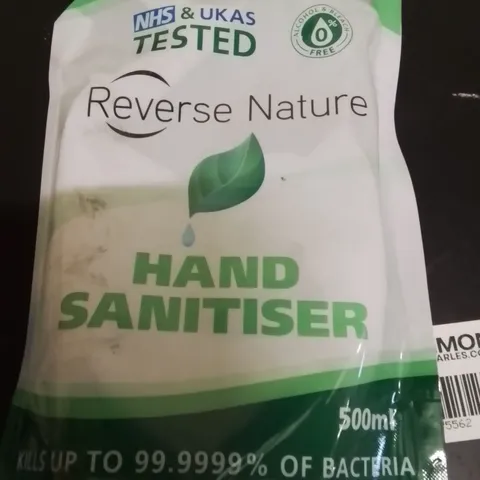 NHS & UKAS
TESTED
ALCOHOL & BLEACH
0%
FREE
Reverse Nature
HAND
SANITISER
500ml
KILLS UP TO 99.9999% OF BACTERIA
MON
ARLES.CO
5562